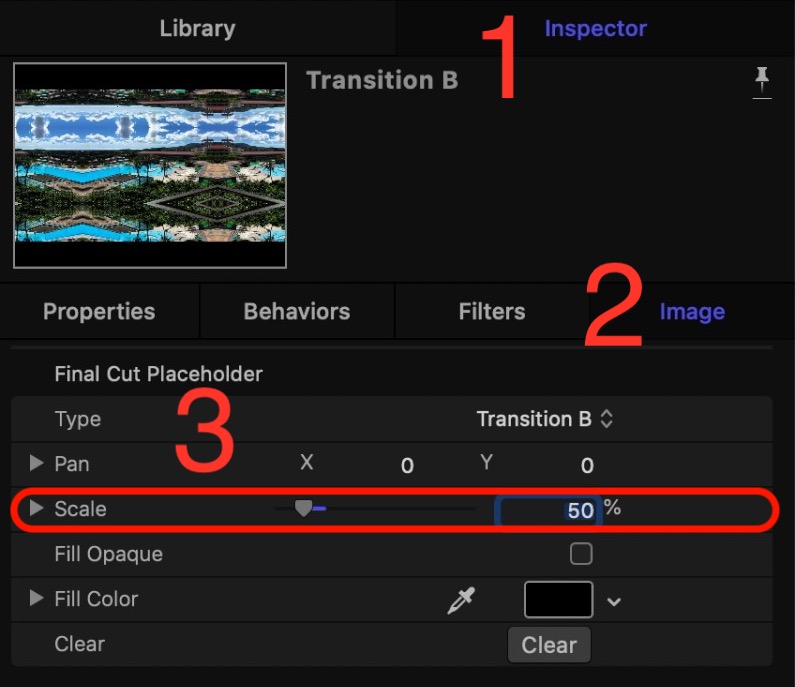 Library
Inspector
1
Transition B
Properties
Behaviors
Filters
2
Image
Final Cut Placeholder
3
Type Transition B
Pan X 0 Y 0
Scale 50 %
Fill Opaque
Fill Color
Clear Clear